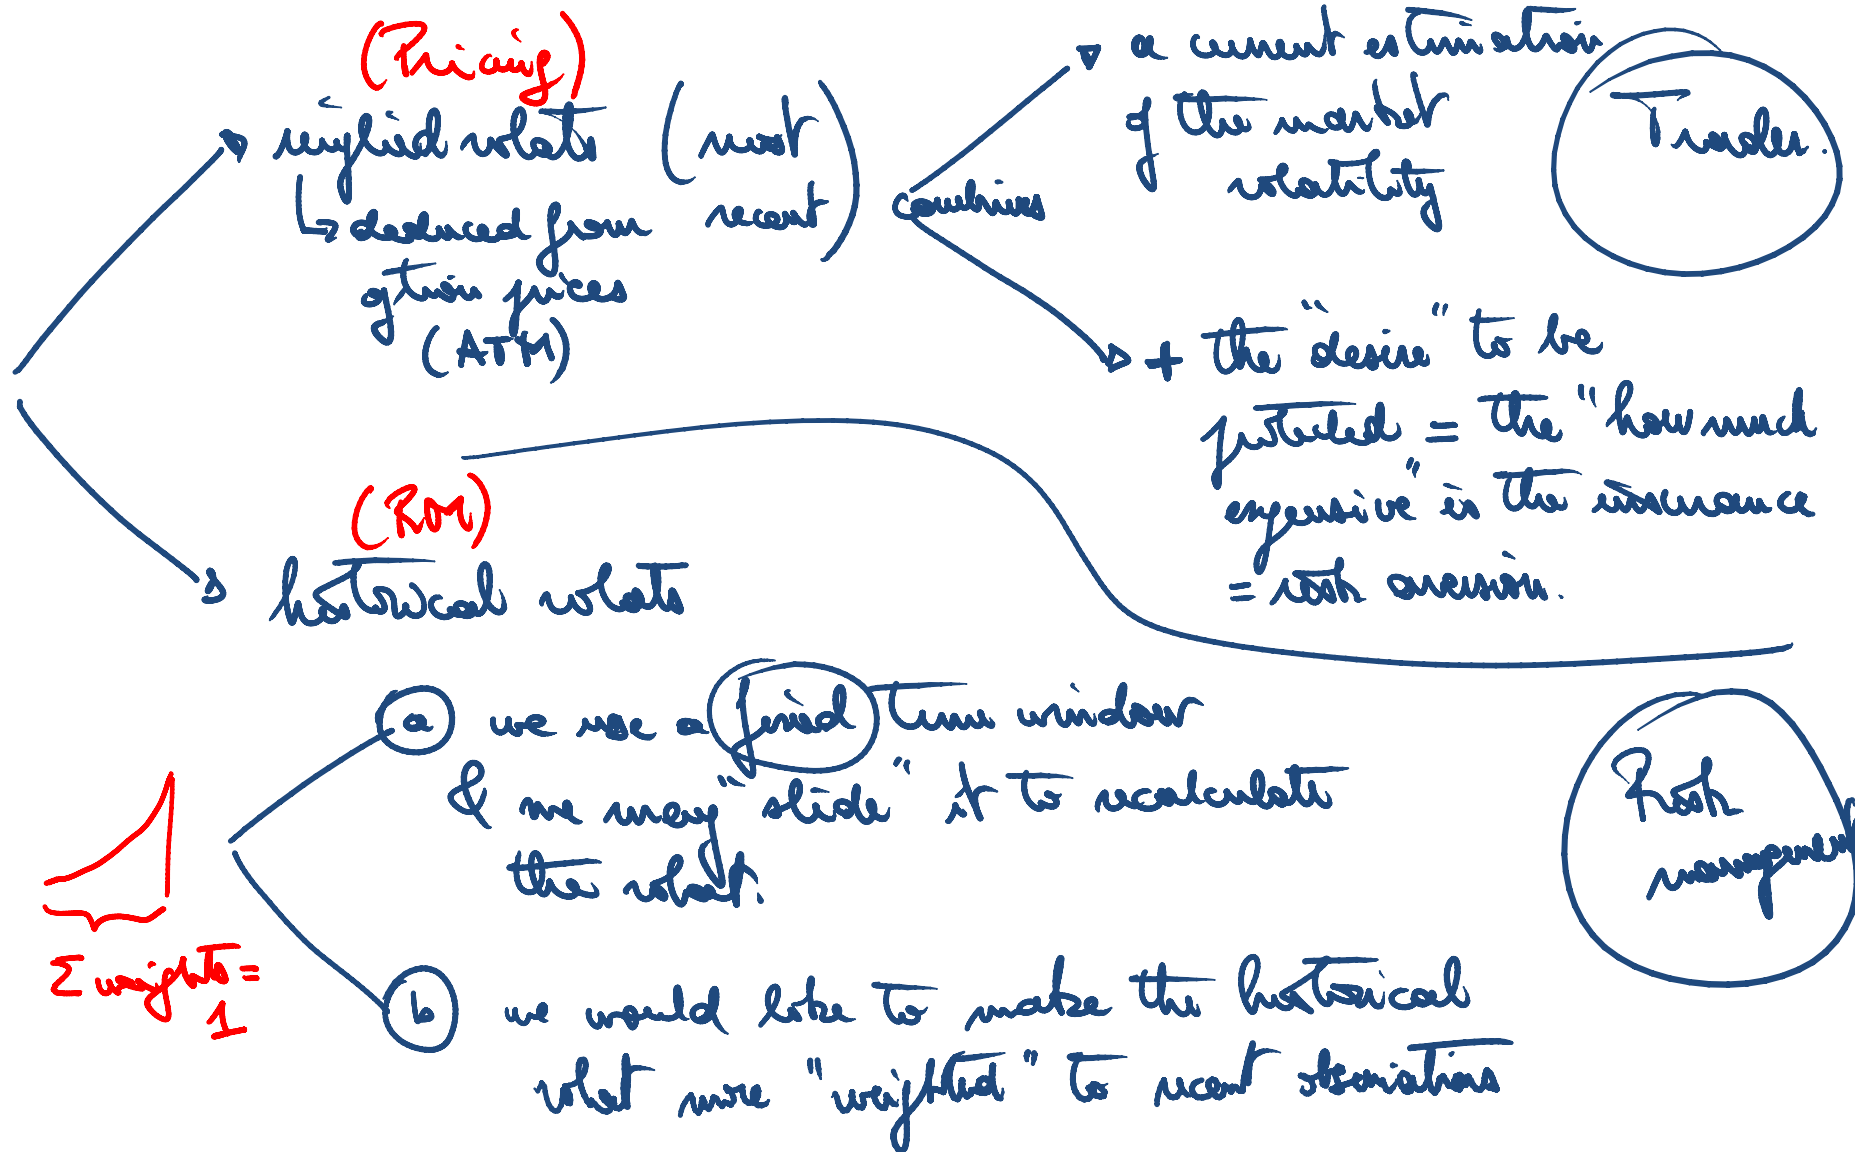 (Pricing)
implied volats (most recent)
↳ deduced from
option prices
(ATM)
combines
a current estimation
of the market
volatility
Trader.
+ the "desire" to be
protected = the "how much
expensive" is the insurance
= risk aversion.
(RM)
historical volats
a we use a fixed time window
& we may "slide" it to recalculate
the volat.
Risk
management
Σ weights =
1
b we would like to make the historical
volat more "weighted" to recent observations